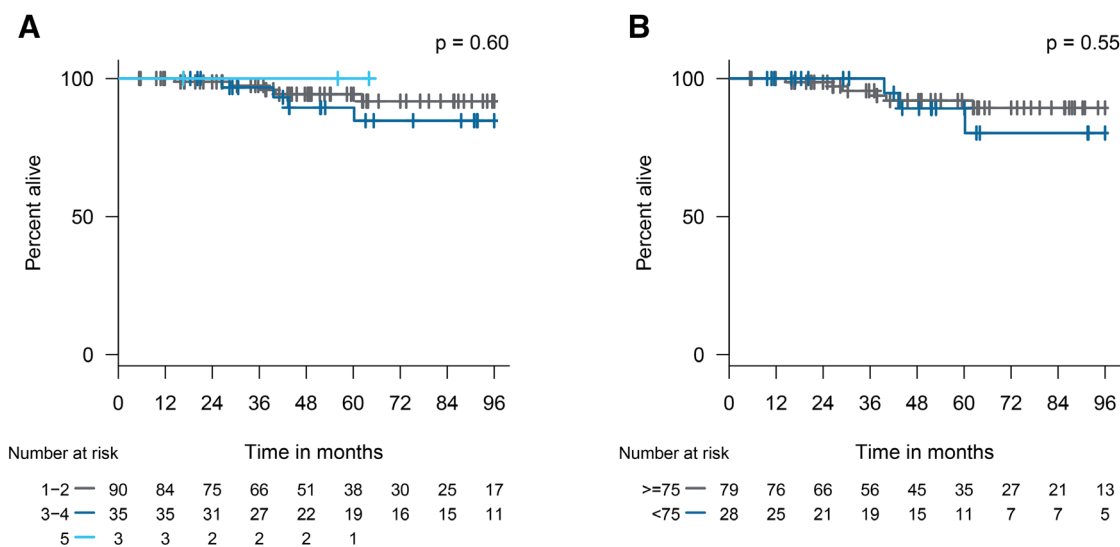 A
p = 0.60
100
50
0
Percent alive
0 12 24 36 48 60 72 84 96
Number at risk
Time in months
1−2 90 84 75 66 51 38 30 25 17
3−4 35 35 31 27 22 19 16 15 11
5 3 3 2 2 2 1
B
p = 0.55
100
50
0
Percent alive
0 12 24 36 48 60 72 84 96
Number at risk
Time in months
>=75 79 76 66 56 45 35 27 21 13
<75 28 25 21 19 15 11 7 7 5